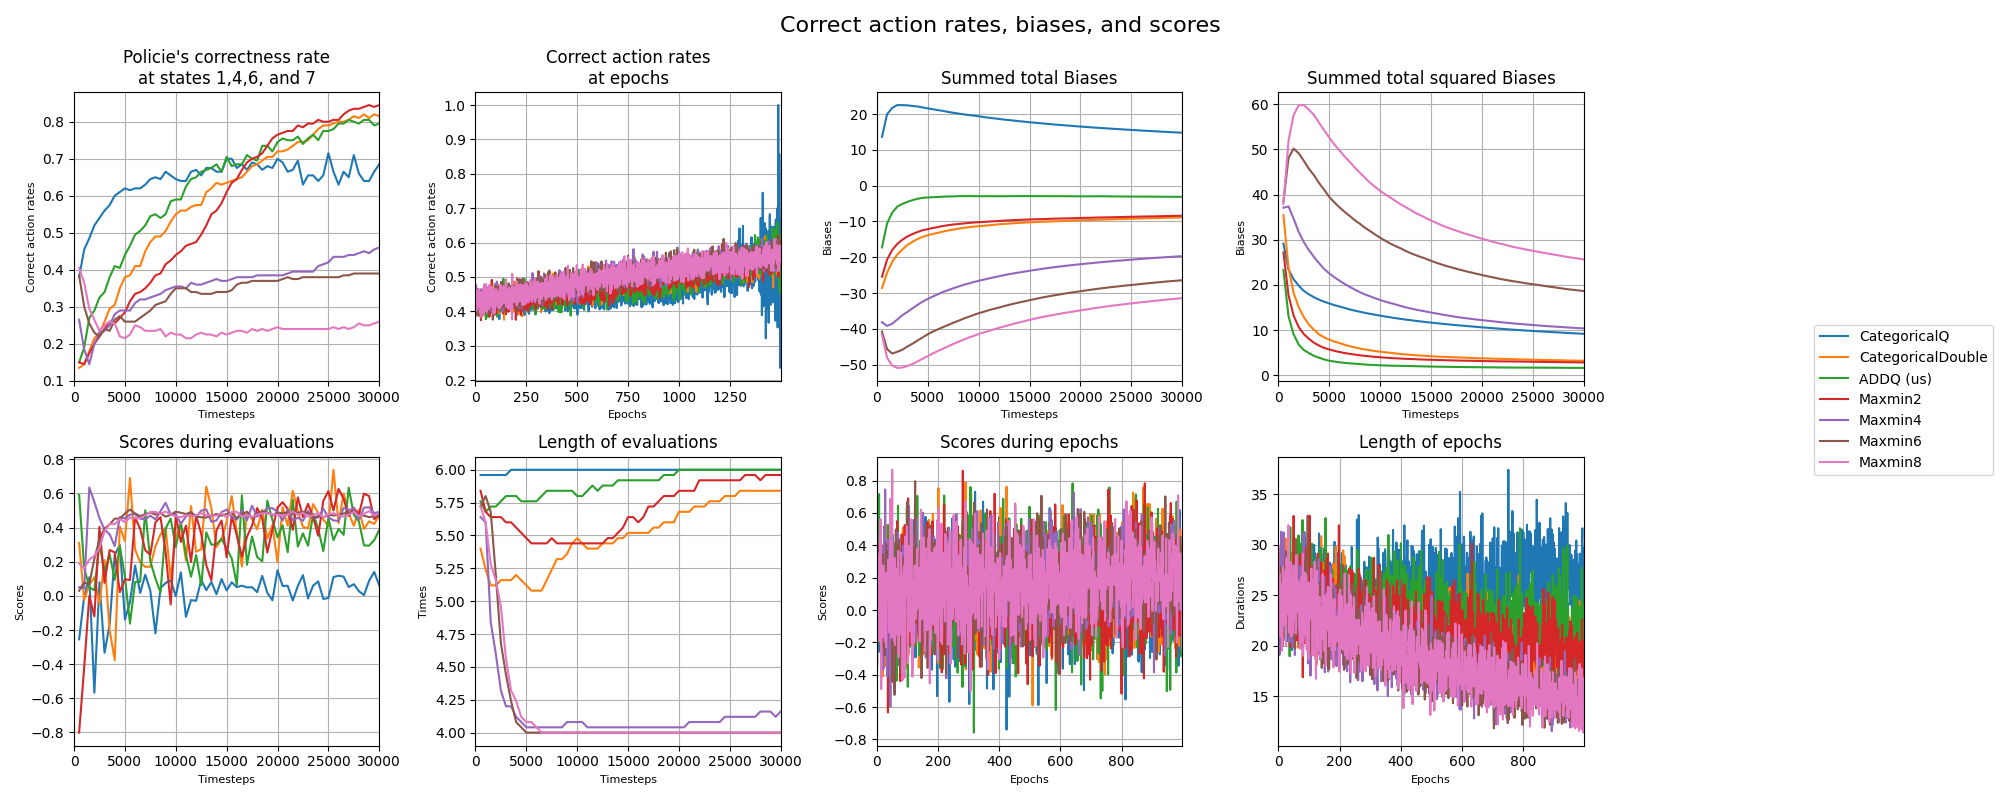 Correct action rates, biases, and scores
Policie's correctness rate
at states 1,4,6, and 7
Correct action rates
0.8
0.7
0.6
0.5
0.4
0.3
0.2
0.1
0 5000 10000 15000 20000 25000 30000
Timesteps
Correct action rates
at epochs
Correct action rates
1.0
0.9
0.8
0.7
0.6
0.5
0.4
0.3
0.2
0 250 500 750 1000 1250
Epochs
Summed total Biases
Biases
20
10
0
−10
−20
−30
−40
−50
0 5000 10000 15000 20000 25000 30000
Timesteps
Summed total squared Biases
Biases
60
50
40
30
20
10
0
0 5000 10000 15000 20000 25000 30000
Timesteps
Scores during evaluations
Scores
0.8
0.6
0.4
0.2
0.0
−0.2
−0.4
−0.6
−0.8
0 5000 10000 15000 20000 25000 30000
Timesteps
Length of evaluations
Times
6.00
5.75
5.50
5.25
5.00
4.75
4.50
4.25
4.00
0 5000 10000 15000 20000 25000 30000
Timesteps
Scores during epochs
Scores
0.8
0.6
0.4
0.2
0.0
−0.2
−0.4
−0.6
−0.8
0 200 400 600 800
Epochs
Length of epochs
Durations
35
30
25
20
15
0 200 400 600 800
Epochs
CategoricalQ
CategoricalDouble
ADDQ (us)
Maxmin2
Maxmin4
Maxmin6
Maxmin8